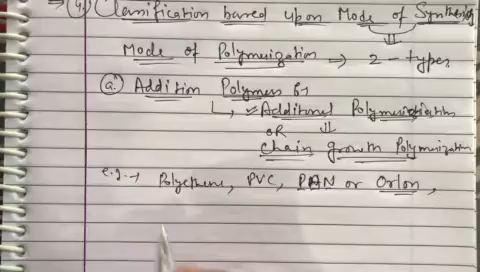 → (4) Classification based upon Mode of Synthesis
⇓
Mode of Polymerization → 2-types
(a.) Addition Polymers :-
↳ Additional Polymerization
OR ⇓
Chain growth Polymerization
e.g. → Polyethene, PVC, PAN or Orlon,